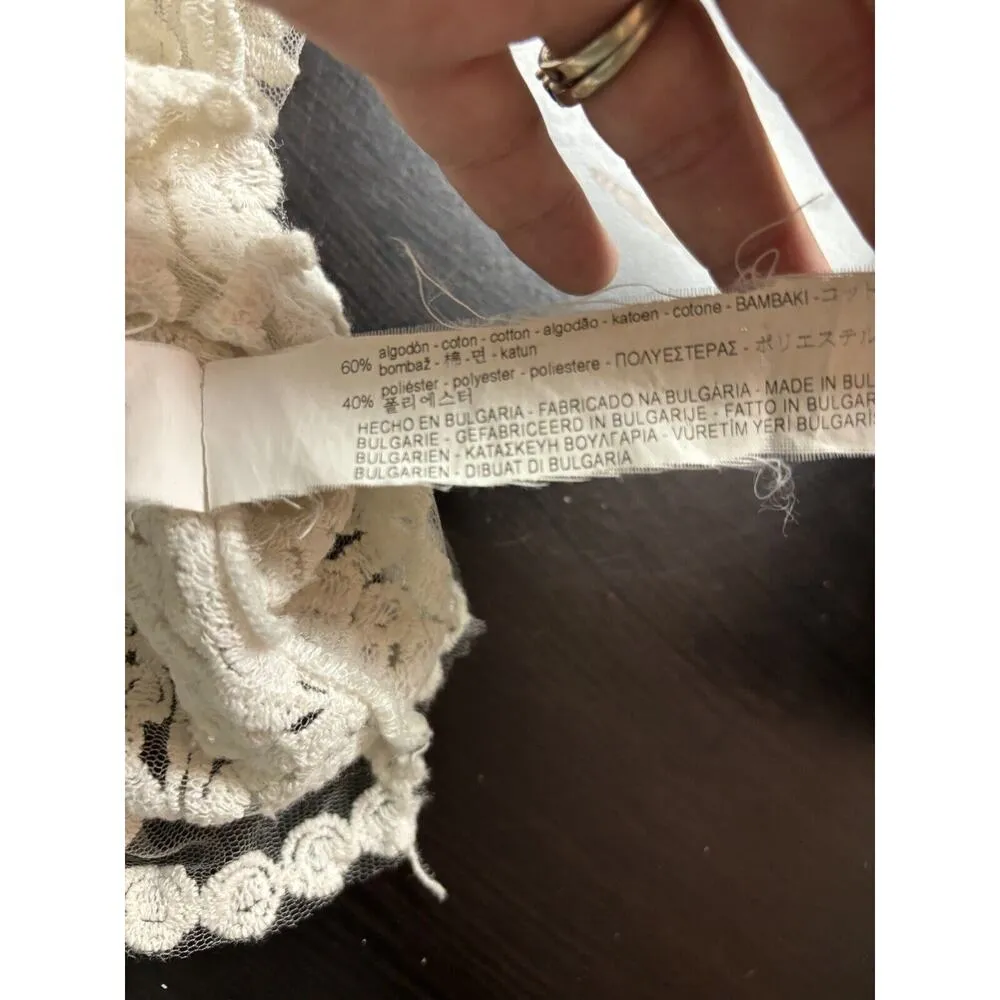 60% algodòn - coton - cotton - algodão - katoen - cotone - BAMBAKI - コット
bombaž - 棉 - 면 - katun
40% poliéster - polyester - poliestere - ΠΟΛΥΕΣΤΕΡΑΣ - ポリエステル
폴리에스터
HECHO EN BULGARIA - FABRICADO NA BULGÁRIA - MADE IN BUL
BULGARIE - GEFABRICEERD IN BULGARIJE - FATTO IN BULGAR
BULGARIEN - ΚΑΤΑΣΚΕΥΗ ΒΟΥΛΓΑΡΙΑ - VÜRETİM YERİ BULGARİS
BULGARIEN - DIBUAT DI BULGARIA